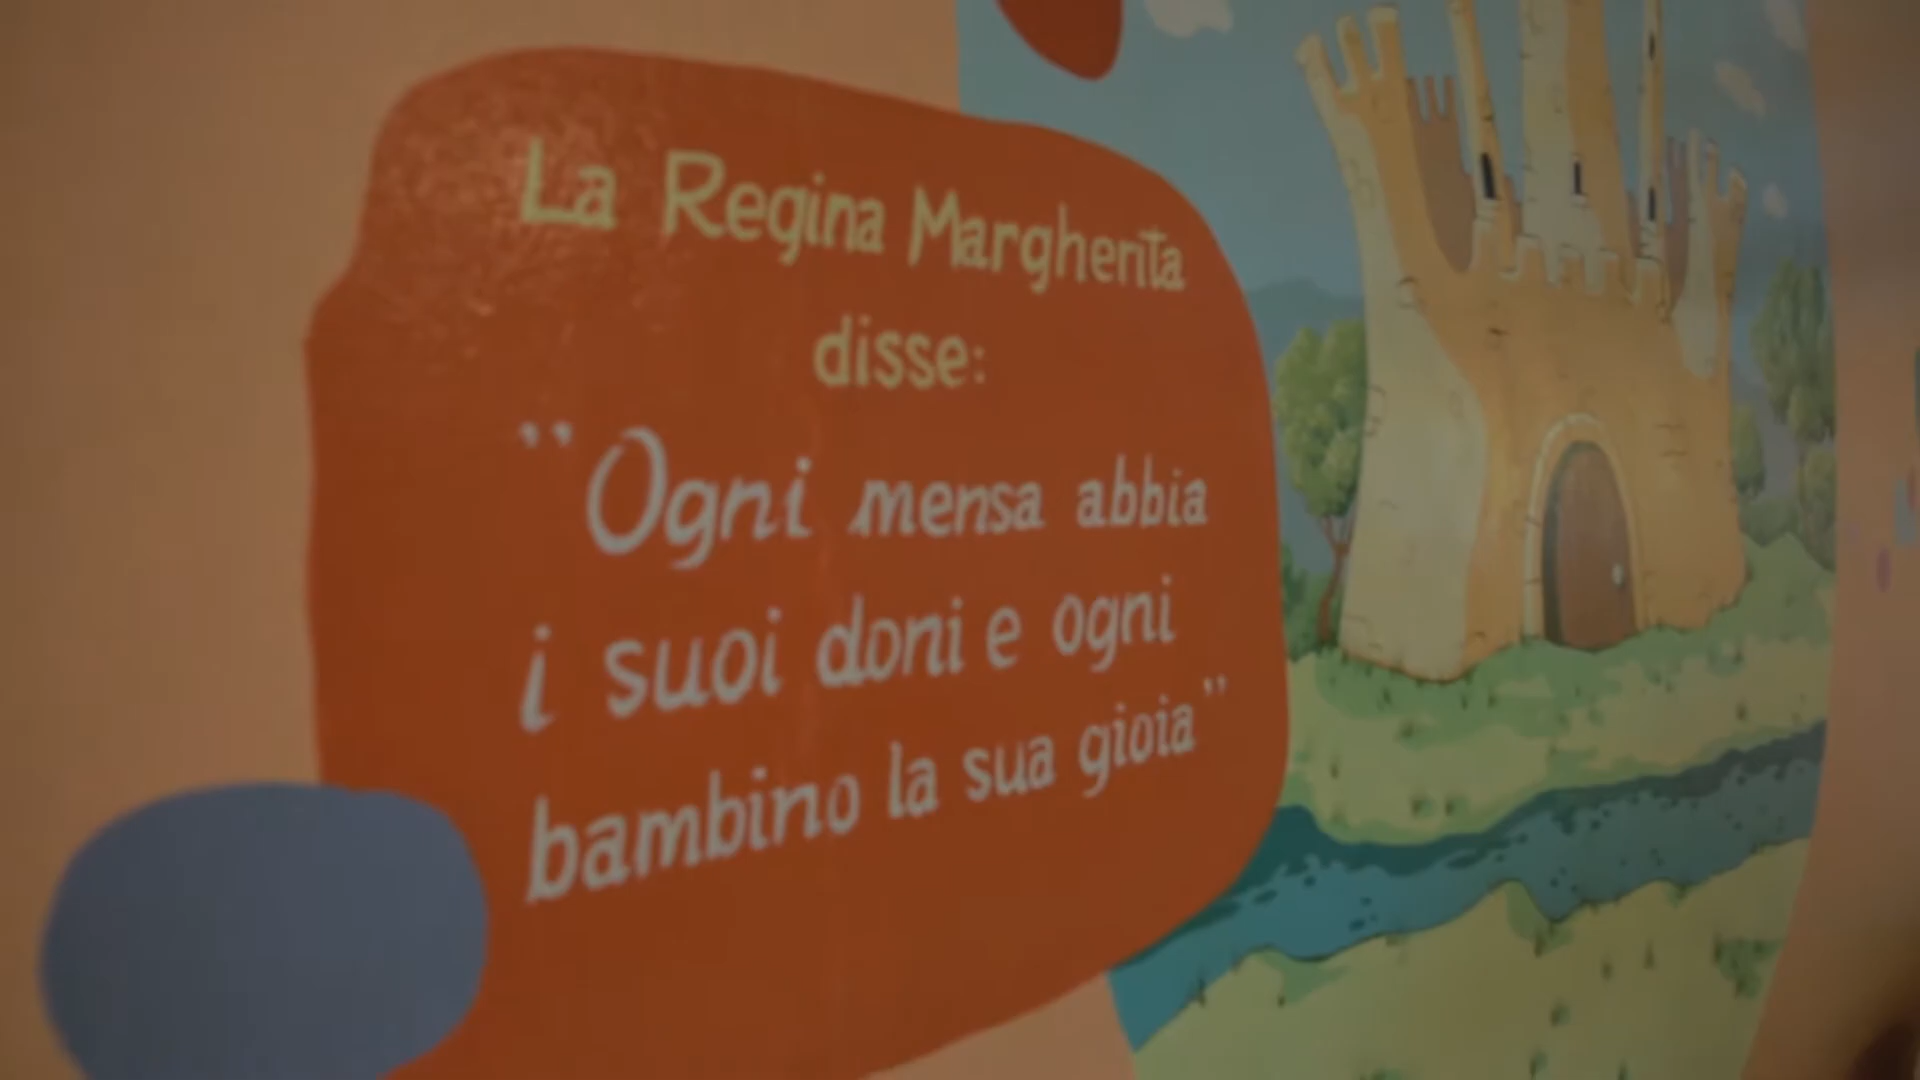 La Regina Margherita
disse:
"Ogni mensa abbia
i suoi doni e ogni
bambino la sua gioia"